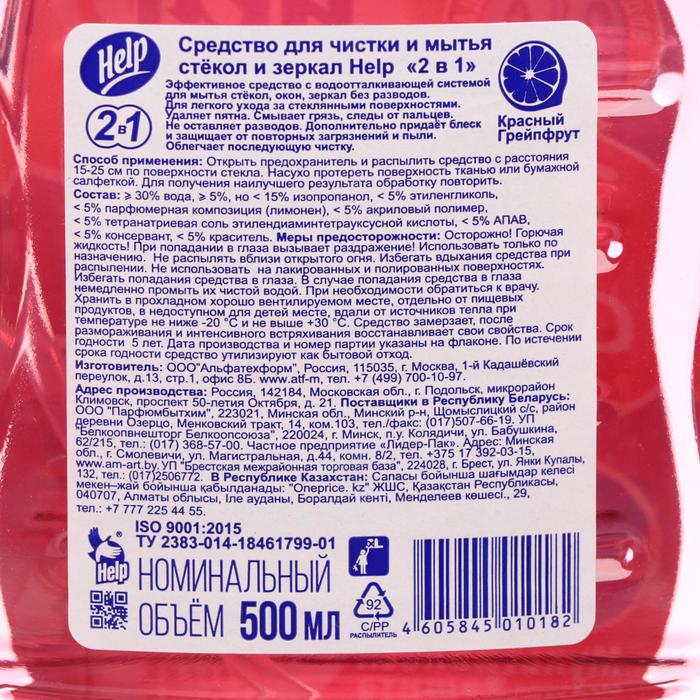 Help
2в1
Средство для чистки и мытья
стёкол и зеркал Help «2 в 1»
Эффективное средство с водоотталкивающей системой
для мытья стёкол, окон, зеркал без разводов.
Для легкого ухода за стеклянными поверхностями.
Удаляет пятна. Смывает грязь, следы от пальцев.
Не оставляет разводов. Дополнительно придаёт блеск
и защищает от повторных загрязнений и пыли.
Облегчает последующую чистку.
Красный
Грейпфрут
Способ применения: Открыть предохранитель и распылить средство с расстояния
15-25 см по поверхности стекла. Насухо протереть поверхность тканью или бумажной
салфеткой. Для получения наилучшего результата обработку повторить.
Состав: ≥ 30% вода, ≥ 5%, но < 15% изопропанол, < 5% этиленгликоль,
< 5% парфюмерная композиция (лимонен), < 5% акриловый полимер,
< 5% тетранатриевая соль этилендиаминтетрауксусной кислоты, < 5% АПАВ,
< 5% консервант, < 5% краситель. Меры предосторожности: Осторожно! Горючая
жидкость! При попадании в глаза вызывает раздражение! Использовать только по
назначению. Не распылять вблизи открытого огня. Избегать вдыхания средства при
распылении. Не использовать на лакированных и полированных поверхностях.
Избегать попадания средства в глаза. В случае попадания средства в глаза
немедленно промыть их чистой водой. При необходимости обратиться к врачу.
Хранить в прохладном хорошо вентилируемом месте, отдельно от пищевых
продуктов, в недоступном для детей месте, вдали от источников тепла при
температуре не ниже -20 °С и не выше +30 °С. Средство замерзает, после
размораживания и интенсивного встряхивания восстанавливает свои свойства. Срок
годности 5 лет. Дата производства и номер партии указаны на флаконе. По истечении
срока годности средство утилизируют как бытовой отход.
Изготовитель: ООО"Альфатехформ", Россия, 115035, г. Москва, 1-й Кадашёвский
переулок, д.13, стр.1, офис 8Б. www.atf-m, тел. +7 (499) 700-10-97.
Адрес производства: Россия, 142184, Московская обл., г. Подольск, микрорайон
Климовск, проспект 50-летия Октября, д. 21. Поставщики в Республику Беларусь:
ООО "Парфюмбытхим", 223021, Минская обл., Минский р-н, Щомыслицкий с/с, район
деревни Озерцо, Менковский тракт, 14, ком.103, тел./факс: (017)507-66-19. УП
"Белкоопвнешторг Белкоопсоюза", 220024, г. Минск, п.у. Колядичи, ул. Бабушкина,
62/215, тел.: (017) 368-57-00. Частное предприятие «Лидер-Пак». Адрес: Минская
обл., г. Смолевичи, ул. Магистральная, д.44, комн. 8/2, тел. +375 17 392-03-15,
www.am-art.by. УП "Брестская межрайонная торговая база", 224028, г. Брест, ул. Янки Купалы,
132, тел.: (017)2506772. В Республике Казахстан: Сапасы бойынша шағымдар келесі
мекен-жай бойынша қабылданады: "Oneprice. kz" ЖШС, Қазақстан Республикасы,
040707, Алматы облысы, Іле ауданы, Боралдай кенті, Менделеев көшесі., 29,
тел.: +7 777 225 44 55.
ISO 9001:2015
ТУ 2383-014-18461799-01
Help
НОМИНАЛЬНЫЙ
ОБЪЁМ 500 МЛ
92
C/PP
РАСПЫЛИТЕЛЬ
4 605845 010182